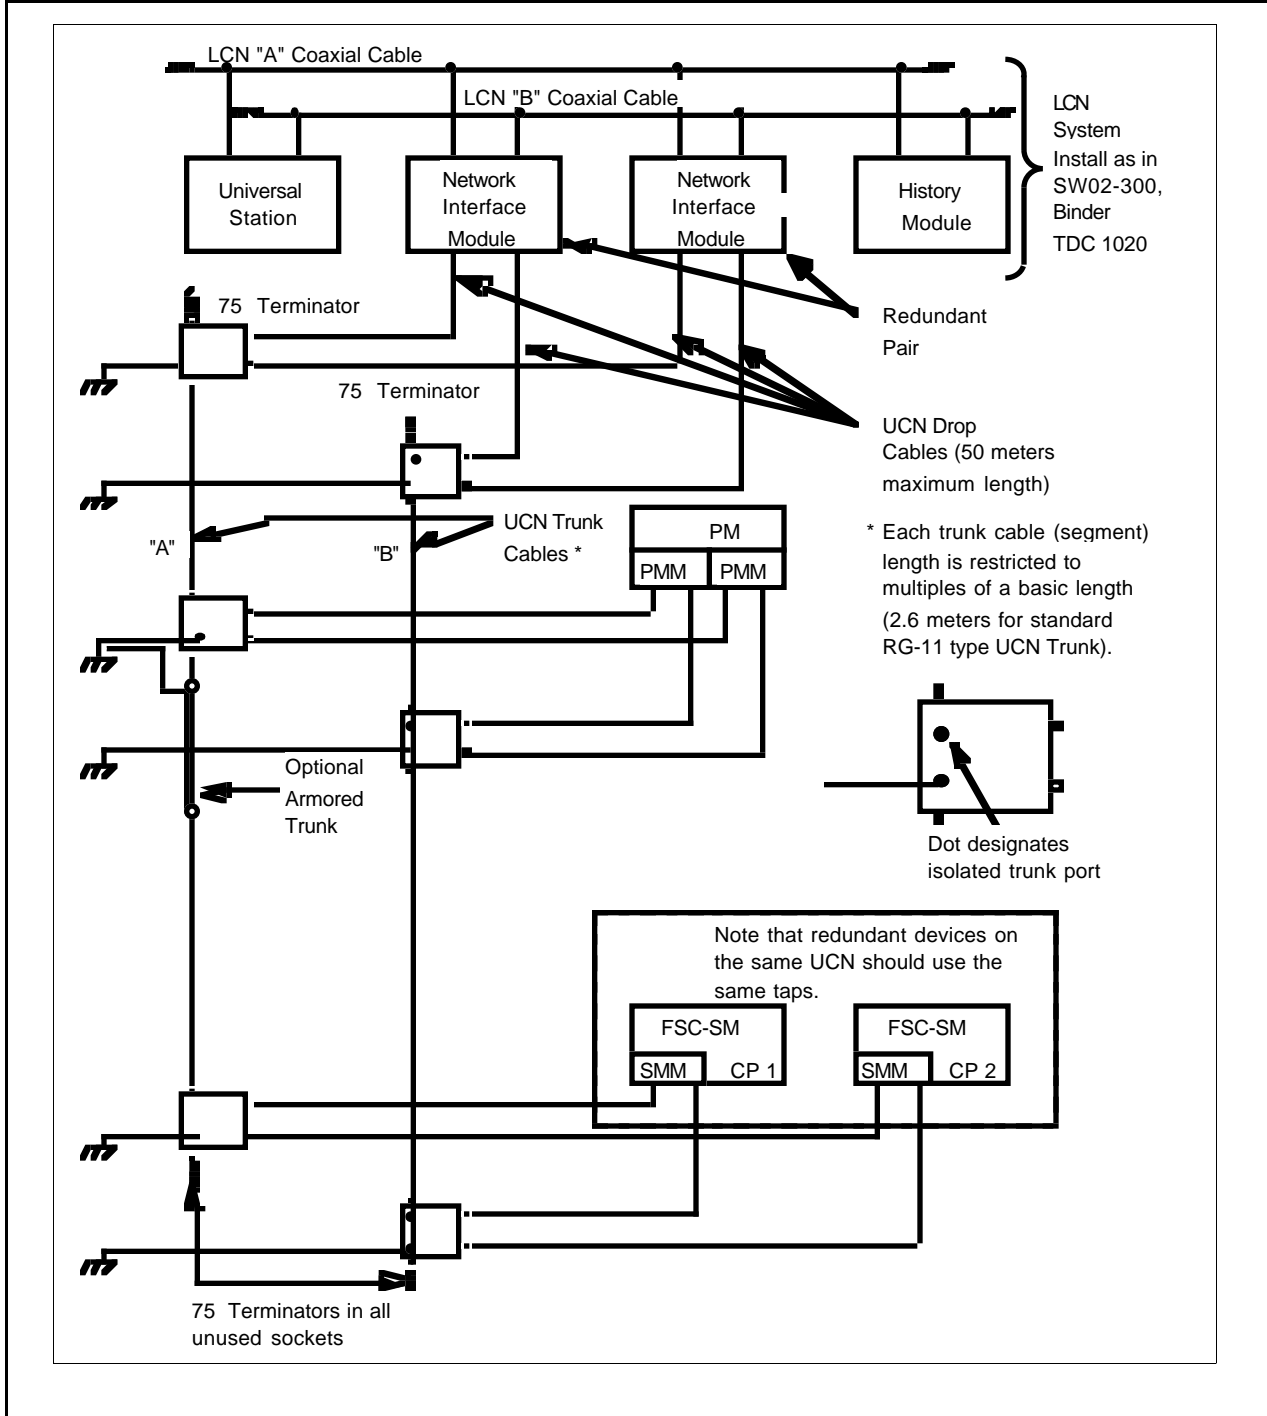 LCN "A" Coaxial Cable
LCN "B" Coaxial Cable
LCN
System
Install as in
SW02-300,
Binder
TDC 1020
Universal
Station
Network
Interface
Module
Network
Interface
Module
History
Module
75 Terminator
Redundant
Pair
75 Terminator
UCN Drop
Cables (50 meters
maximum length)
"A"
"B"
UCN Trunk
Cables *
PM
PMM
PMM
* Each trunk cable (segment)
length is restricted to
multiples of a basic length
(2.6 meters for standard
RG-11 type UCN Trunk).
Optional
Armored
Trunk
Dot designates
isolated trunk port
Note that redundant devices on
the same UCN should use the
same taps.
FSC-SM
SMM
CP 1
FSC-SM
SMM
CP 2
75 Terminators in all
unused sockets